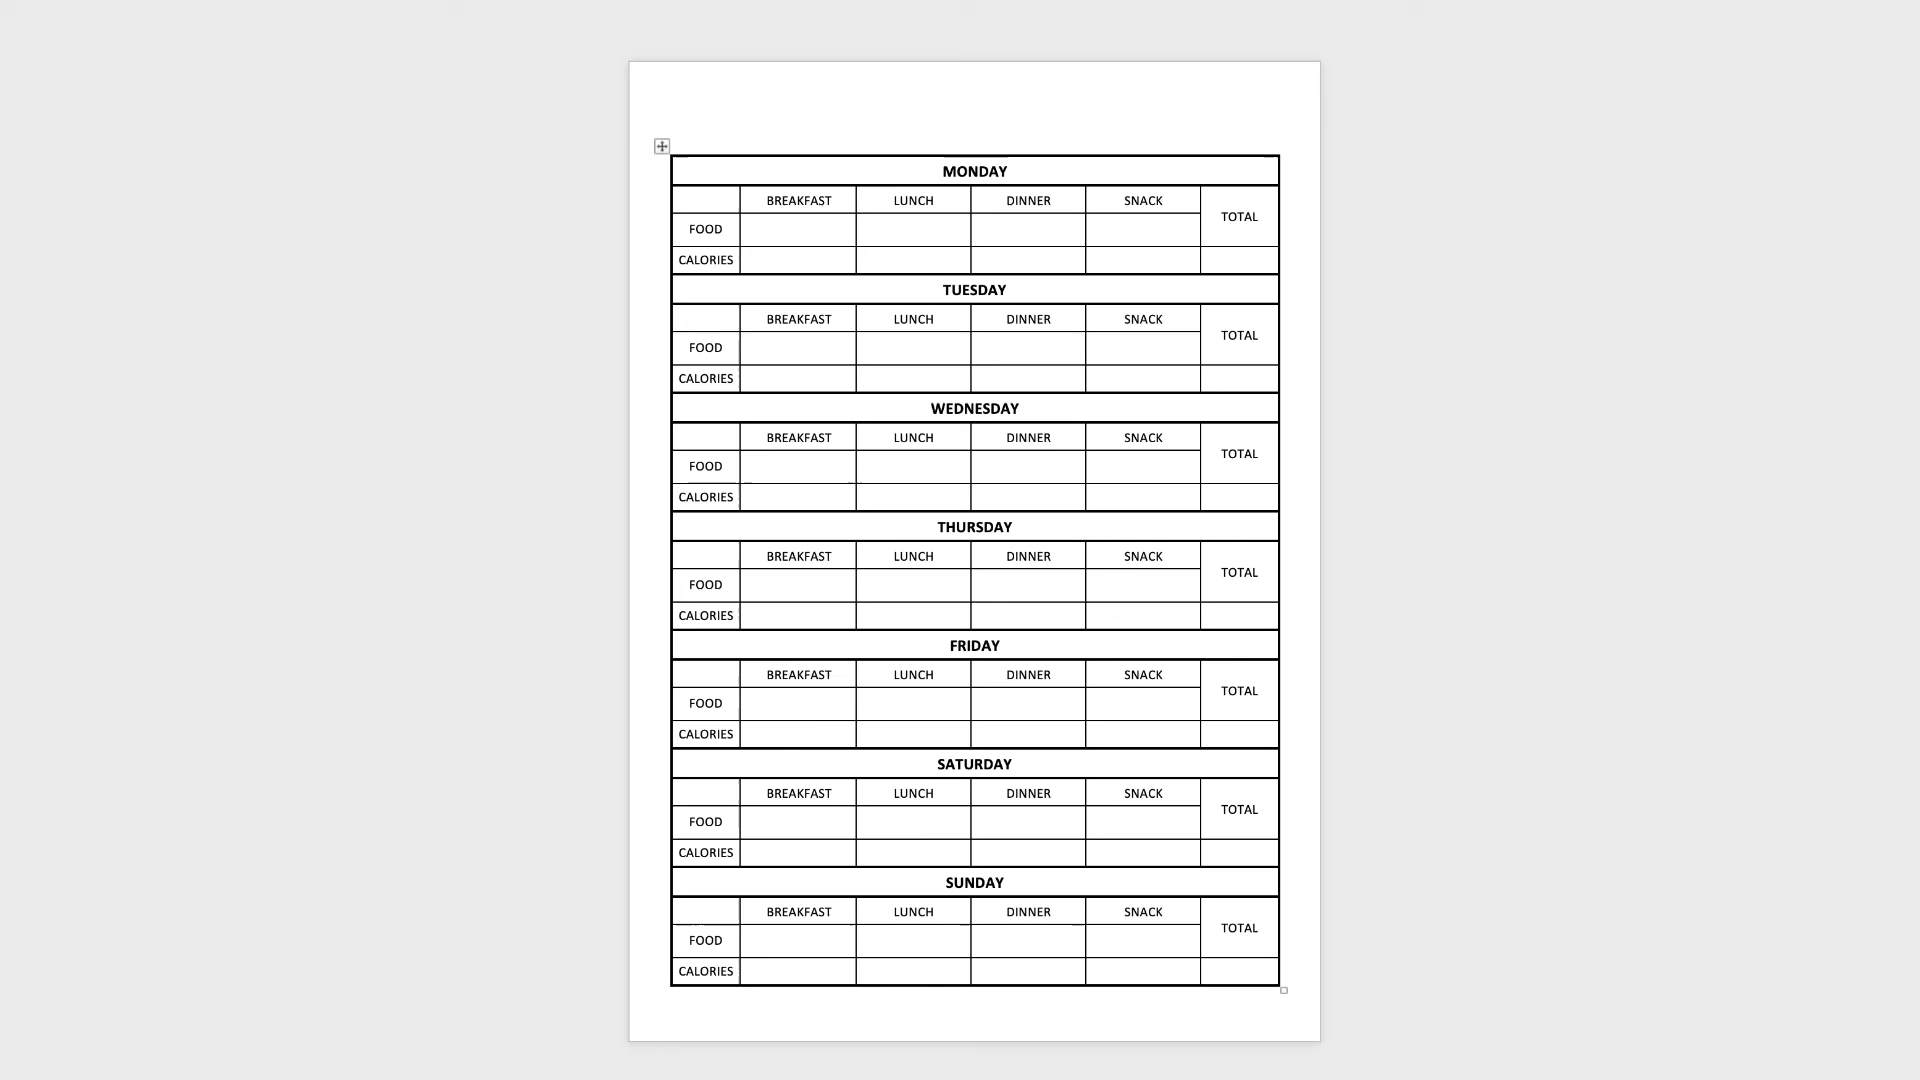 MONDAY
BREAKFAST LUNCH DINNER SNACK TOTAL
FOOD
CALORIES
TUESDAY
BREAKFAST LUNCH DINNER SNACK TOTAL
FOOD
CALORIES
WEDNESDAY
BREAKFAST LUNCH DINNER SNACK TOTAL
FOOD
CALORIES
THURSDAY
BREAKFAST LUNCH DINNER SNACK TOTAL
FOOD
CALORIES
FRIDAY
BREAKFAST LUNCH DINNER SNACK TOTAL
FOOD
CALORIES
SATURDAY
BREAKFAST LUNCH DINNER SNACK TOTAL
FOOD
CALORIES
SUNDAY
BREAKFAST LUNCH DINNER SNACK TOTAL
FOOD
CALORIES